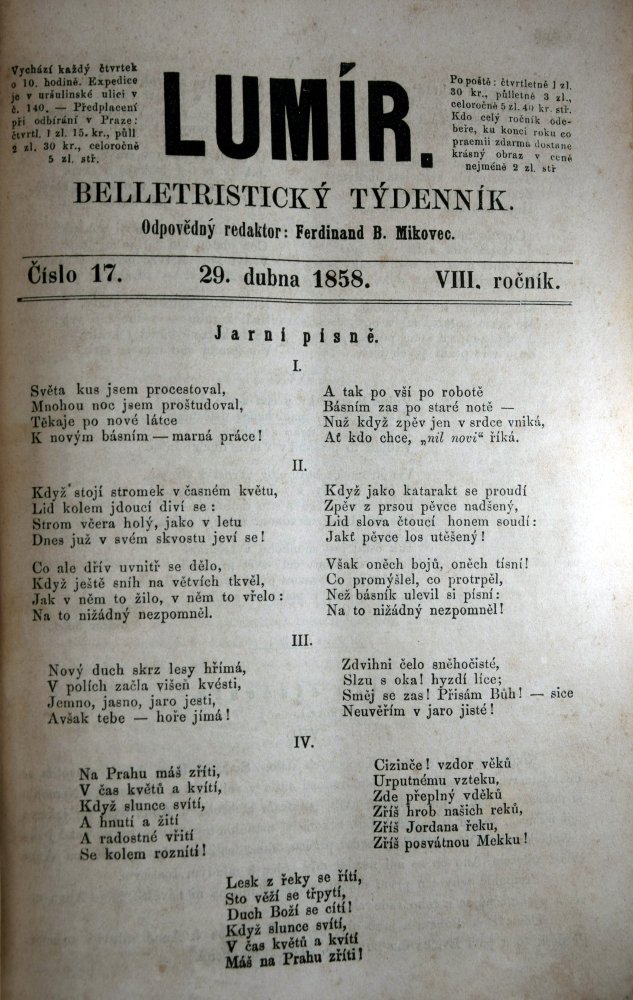 Vychází každý čtvrtek
o 10. hodině. Expedice
je v uršulinské ulici v
č. 140. — Předplacení
při odbírání v Praze:
čtvrtl. 1 zl. 15. kr., půll
2 zl. 30 kr., celoročně
5 zl. stř.
LUMÍR.
Po poště: čtvrtletně 1 zl.
30 kr., půlletně 3 zl.,
celoročně 5 zl. 40 kr. stř.
Kdo celý ročník ode-
beře, ku konci roku co
praemii zdarma dostane
krásný obraz v ceně
nejméně 2 zl. stř
BELLETRISTICKÝ TÝDENNÍK.
Odpovědný redaktor: Ferdinand B. Mikovec.
Číslo 17. 29. dubna 1858. VIII. ročník.
Jarní písně.
I.
Světa kus jsem procestoval,
Mnohou noc jsem proštudoval,
Těkaje po nové látce
K novým básním — marná práce!
A tak po vší po robotě
Básním zas po staré notě —
Nuž když zpěv jen v srdce vniká,
Ať kdo chce, „nil novi“ říká.
II.
Když stojí stromek v časném květu,
Lid kolem jdoucí diví se:
Strom včera holý, jako v letu
Dnes již v svém skvostu jeví se!
Co ale dřív uvnitř se dělo,
Když ještě sníh na větvích tkvěl,
Jak v něm to žilo, v něm to vřelo:
Na to nižádný nezpomněl.
Když jako katarakt se proudí
Zpěv z prsou pěvce nadšený,
Lid slova čtoucí honem soudí:
Jakť pěvce los utěšený!
Však oněch bojů, oněch tísní!
Co promýšlel, co protrpěl,
Než básník ulevil si písní:
Na to nižádný nezpomněl!
III.
Nový duch skrz lesy hřímá,
V polích začla višeň kvésti,
Jemno, jasno, jaro jesti,
Avšak tebe — hoře jímá!
Zdvihni čelo sněhočisté,
Slzu s oka! hyzdí líce;
Směj se zas! Přisám Bůh! — sice
Neuvěřím v jaro jisté!
IV.
Na Prahu máš zříti,
V čas květů a kvítí,
Když slunce svítí,
A hnutí a žití
A radostné vřití
Se kolem roznítí!
Cizinče! vzdor věků
Urputnému vzteku,
Zde přeplný vděků
Zříš hrob našich reků,
Zříš Jordana řeku,
Zříš posvátnou Mekku!
Lesk z řeky se řítí,
Sto věží se třpytí,
Duch Boží se cítí!
Když slunce svítí,
V čas květů a kvítí
Máš na Prahu zříti!